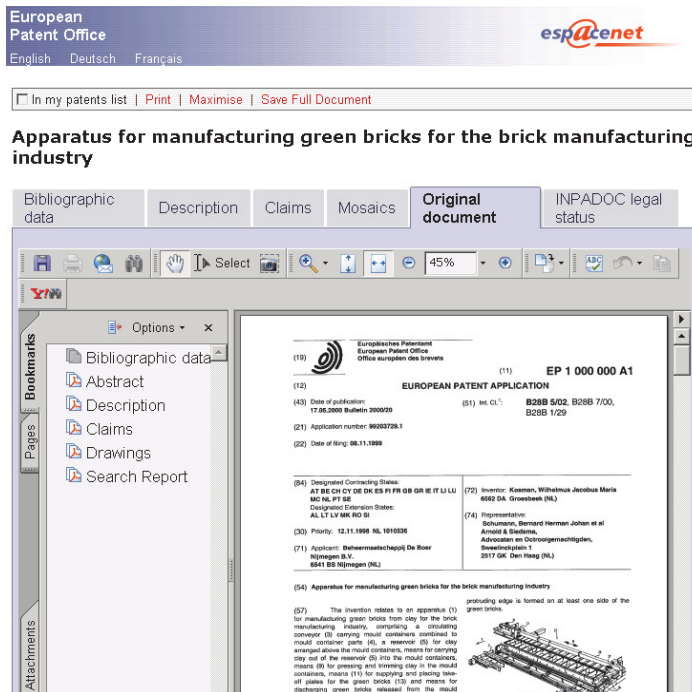 European
Patent Office
espacenet
English Deutsch Français
In my patents list | Print | Maximise | Save Full Document
Apparatus for manufacturing green bricks for the brick manufacturing
industry
Bibliographic
data
Description
Claims
Mosaics
Original
document
INPADOC legal
status
Select
45%
ABC
Y!
Bookmarks
Pages
Attachments
Options
x
Bibliographic data
Abstract
Description
Claims
Drawings
Search Report
(19)
Europäisches Patentamt
European Patent Office
Office européen des brevets
(11) EP 1 000 000 A1
(12) EUROPEAN PATENT APPLICATION
(43) Date of publication:
17.05.2000 Bulletin 2000/20
(51) Int. Cl.7: B28B 5/02, B28B 7/00,
B28B 1/29
(21) Application number: 99203729.1
(22) Date of filing: 08.11.1999
(84) Designated Contracting States:
AT BE CH CY DE DK ES FI FR GB GR IE IT LI LU
MC NL PT SE
Designated Extension States:
AL LT LV MK RO SI
(30) Priority: 12.11.1998 NL 1010536
(71) Applicant: Beheermaatschappij De Boer
Nijmegen B.V.
6541 BS Nijmegen (NL)
(72) Inventor: Kosman, Wilhelmus Jacobus Maria
6562 DA Groesbeek (NL)
(74) Representative:
Schumann, Bernard Herman Johan et al
Arnold & Siedsma,
Advocaten en Octrooigemachtigden,
Sweelinckplein 1
2517 GK Den Haag (NL)
(54) Apparatus for manufacturing green bricks for the brick manufacturing industry
(57) The invention relates to an apparatus (1)
for manufacturing green bricks from clay for the brick
manufacturing industry, comprising a circulating
conveyor (3) carrying mould containers combined to
mould container parts (4), a reservoir (5) for clay
arranged above the mould containers, means for carrying
clay out of the reservoir (5) into the mould containers,
means (9) for pressing and trimming clay in the mould
containers, means (11) for supplying and placing take-
off plates for the green bricks (13) and means for
discharging green bricks released from the mould
protruding edge is formed on at least one side of the
green bricks.